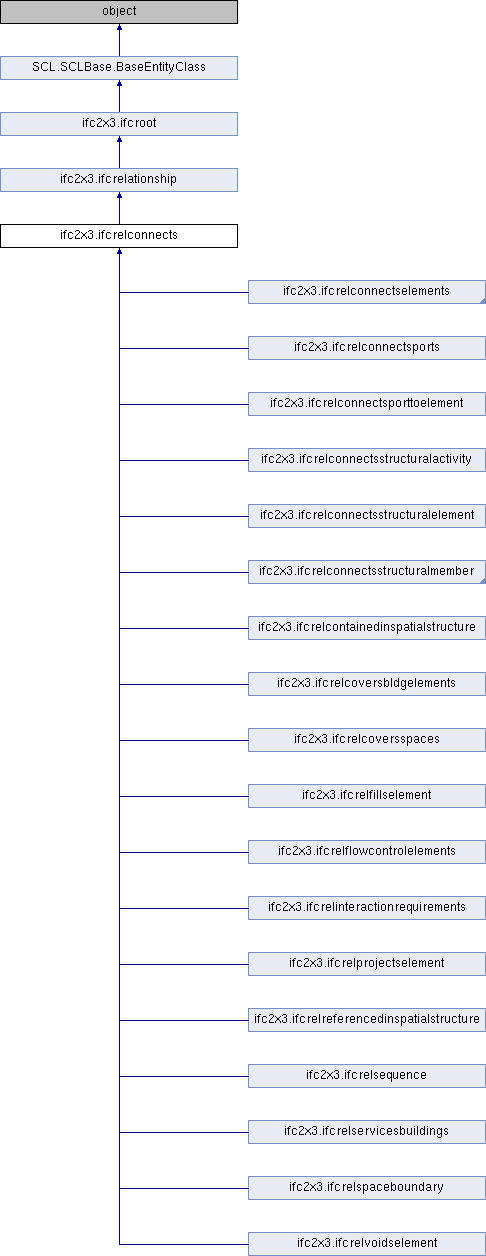 object
SCL.SCLBase.BaseEntityClass
ifc2x3.ifcroot
ifc2x3.ifcrelationship
ifc2x3.ifcrelconnects
ifc2x3.ifcrelconnectselements
ifc2x3.ifcrelconnectsports
ifc2x3.ifcrelconnectsporttoelement
ifc2x3.ifcrelconnectsstructuralactivity
ifc2x3.ifcrelconnectsstructuralelement
ifc2x3.ifcrelconnectsstructuralmember
ifc2x3.ifcrelcontainedinspatialstructure
ifc2x3.ifcrelcoversbldgelements
ifc2x3.ifcrelcoversspaces
ifc2x3.ifcrelfillselement
ifc2x3.ifcrelflowcontrolelements
ifc2x3.ifcrelinteractionrequirements
ifc2x3.ifcrelprojectselement
ifc2x3.ifcrelreferencedinspatialstructure
ifc2x3.ifcrelsequence
ifc2x3.ifcrelservicesbuildings
ifc2x3.ifcrelspaceboundary
ifc2x3.ifcrelvoidselement